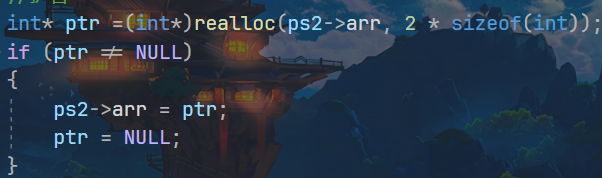 int* ptr =(int*)realloc(ps2->arr, 2 * sizeof(int));
if (ptr != NULL)
{
ps2->arr = ptr;
ptr = NULL;
}